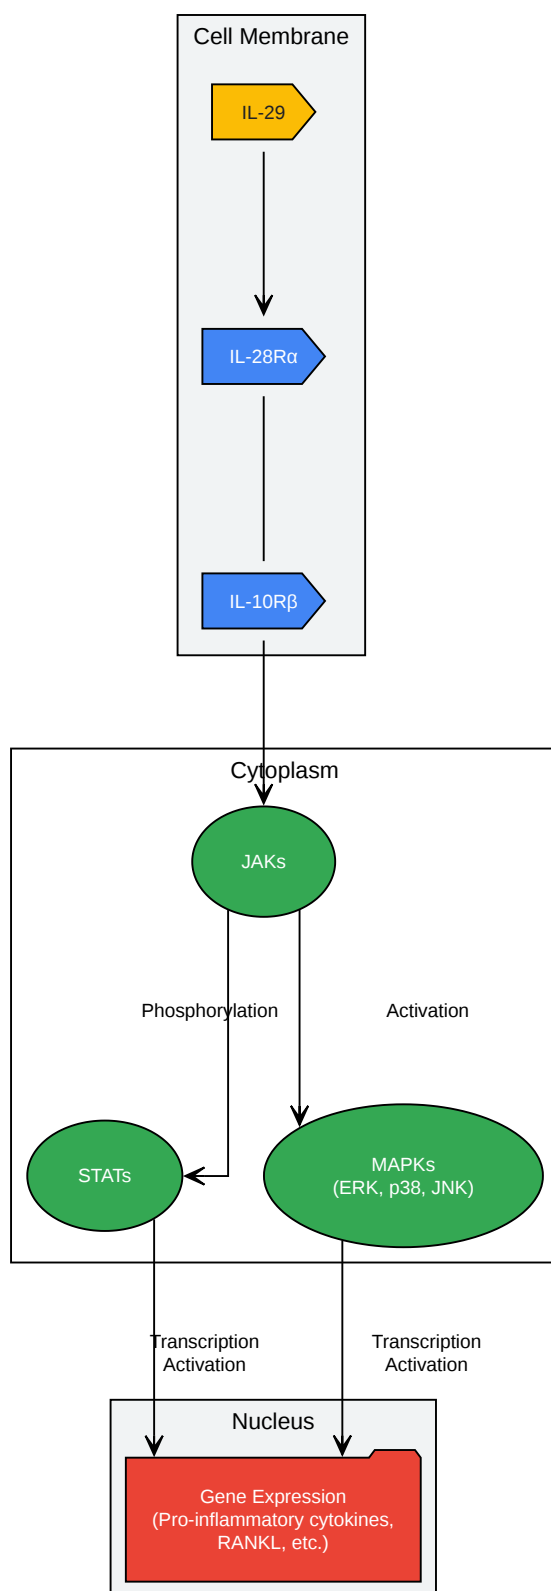 Cell Membrane
IL-29
IL-28Rα
IL-10Rβ
Cytoplasm
JAKs
Phosphorylation
Activation
STATs
MAPKs
(ERK, p38, JNK)
Transcription
Activation
Transcription
Activation
Nucleus
Gene Expression
(Pro-inflammatory cytokines,
RANKL, etc.)